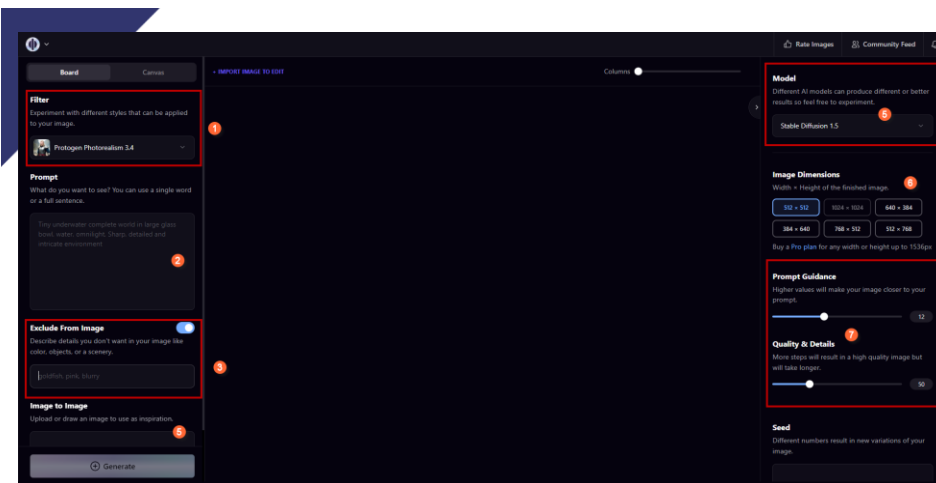 Rate Images
Community Feed
Board
Canvas
+ IMPORT IMAGE TO EDIT
Columns
Filter
Experiment with different styles that can be applied
to your image.
1
Protogen Photorealism 3.4
Prompt
What do you want to see? You can use a single word
or a full sentence.
Tiny underwater complete world in large glass
bowl, water, omnilight. Sharp, detailed and
intricate environment
2
Exclude From Image
Describe details you don't want in your image like
color, objects, or a scenery.
3
goldfish, pink, blurry
Image to Image
Upload or draw an image to use as inspiration.
5
Generate
Model
Different AI models can produce different or better
results so feel free to experiment.
5
Stable Diffusion 1.5
Image Dimensions
Width × Height of the finished image.
6
512 × 512
1024 × 1024
640 × 384
384 × 640
768 × 512
512 × 768
Buy a Pro plan for any width or height up to 1536px
Prompt Guidance
Higher values will make your image closer to your
prompt.
12
7
Quality & Details
More steps will result in a high quality image but
will take longer.
50
Seed
Different numbers result in new variations of your
image.